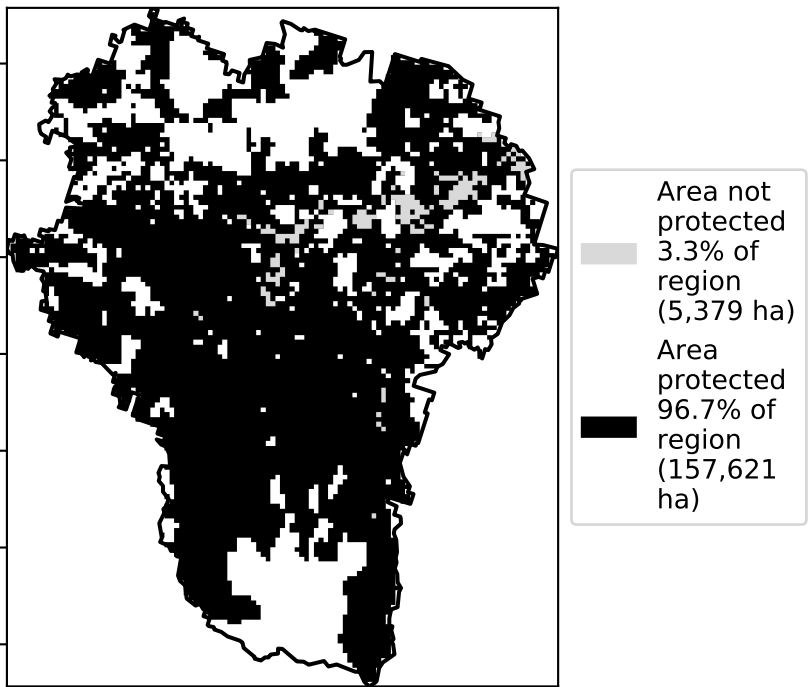 Area not
protected
3.3% of
region
(5,379 ha)
Area
protected
96.7% of
region
(157,621
ha)